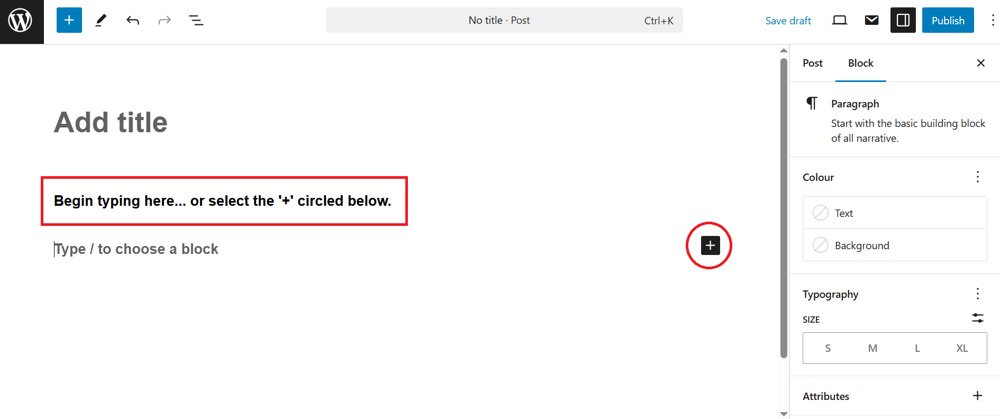 No title · Post
Ctrl+K
Save draft
Publish
Post
Block
Add title
Paragraph
Start with the basic building block
of all narrative.
Colour
Begin typing here... or select the '+' circled below.
Text
Type / to choose a block
Background
Typography
SIZE
S M L XL
Attributes